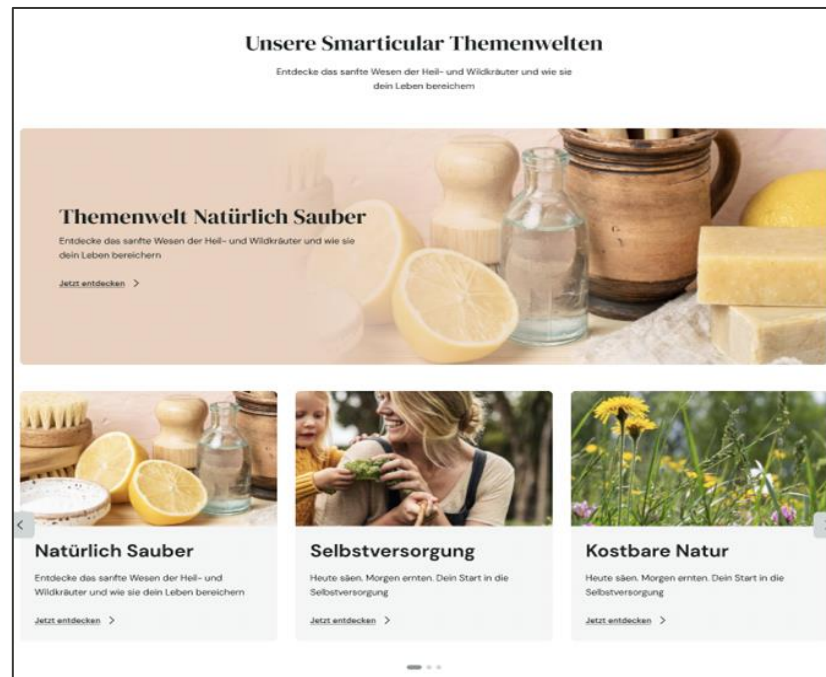 Unsere Smarticular Themenwelten
Entdecke das sanfte Wesen der Heil- und Wildkräuter und wie sie
dein Leben bereichern
Themenwelt Natürlich Sauber
Entdecke das sanfte Wesen der Heil- und Wildkräuter und wie sie
dein Leben bereichern
Jetzt entdecken
Natürlich Sauber
Entdecke das sanfte Wesen der Heil- und
Wildkräuter und wie sie dein Leben bereichern
Jetzt entdecken
Selbstversorgung
Heute säen. Morgen ernten. Dein Start in die
Selbstversorgung
Jetzt entdecken
Kostbare Natur
Heute säen. Morgen ernten. Dein Start in die
Selbstversorgung
Jetzt entdecken